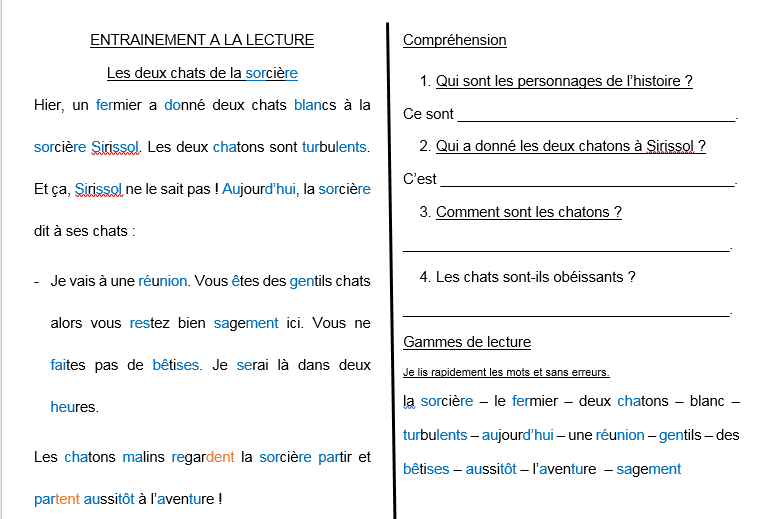 ENTRAINEMENT A LA LECTURE
Les deux chats de la sorcière
Hier, un fermier a donné deux chats blancs à la
sorcière Sirissol. Les deux chatons sont turbulents.
Et ça, Sirissol ne le sait pas ! Aujourd’hui, la sorcière
dit à ses chats :
- Je vais à une réunion. Vous êtes des gentils chats
alors vous restez bien sagement ici. Vous ne
faites pas de bêtises. Je serai là dans deux
heures.
Les chatons malins regardent la sorcière partir et
partent aussitôt à l’aventure !
Compréhension
1. Qui sont les personnages de l’histoire ?
Ce sont ___________________________________.
2. Qui a donné les deux chatons à Sirissol ?
C’est _____________________________________.
3. Comment sont les chatons ?
_________________________________________.
4. Les chats sont-ils obéissants ?
_________________________________________.
Gammes de lecture
Je lis rapidement les mots et sans erreurs.
la sorcière – le fermier – deux chatons – blanc –
turbulents – aujourd’hui – une réunion – gentils – des
bêtises – aussitôt – l’aventure – sagement